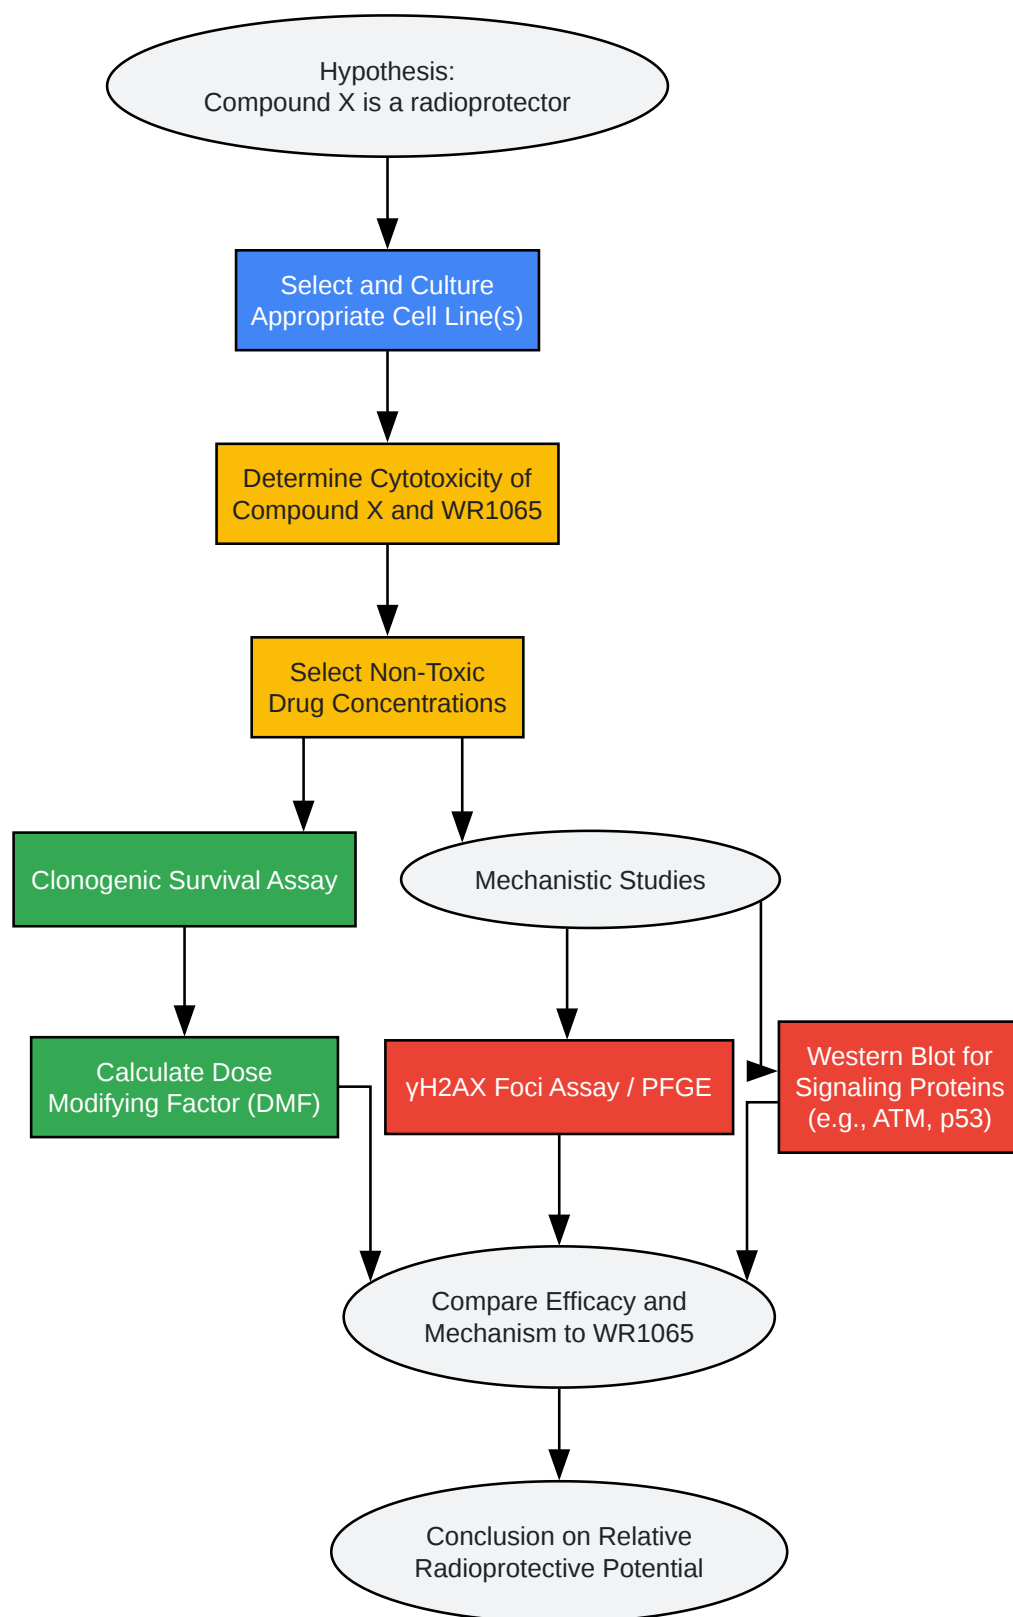 Hypothesis:
Compound X is a radioprotector
Select and Culture
Appropriate Cell Line(s)
Determine Cytotoxicity of
Compound X and WR1065
Select Non-Toxic
Drug Concentrations
Clonogenic Survival Assay
Mechanistic Studies
Calculate Dose
Modifying Factor (DMF)
γH2AX Foci Assay / PFGE
Western Blot for
Signaling Proteins
(e.g., ATM, p53)
Compare Efficacy and
Mechanism to WR1065
Conclusion on Relative
Radioprotective Potential